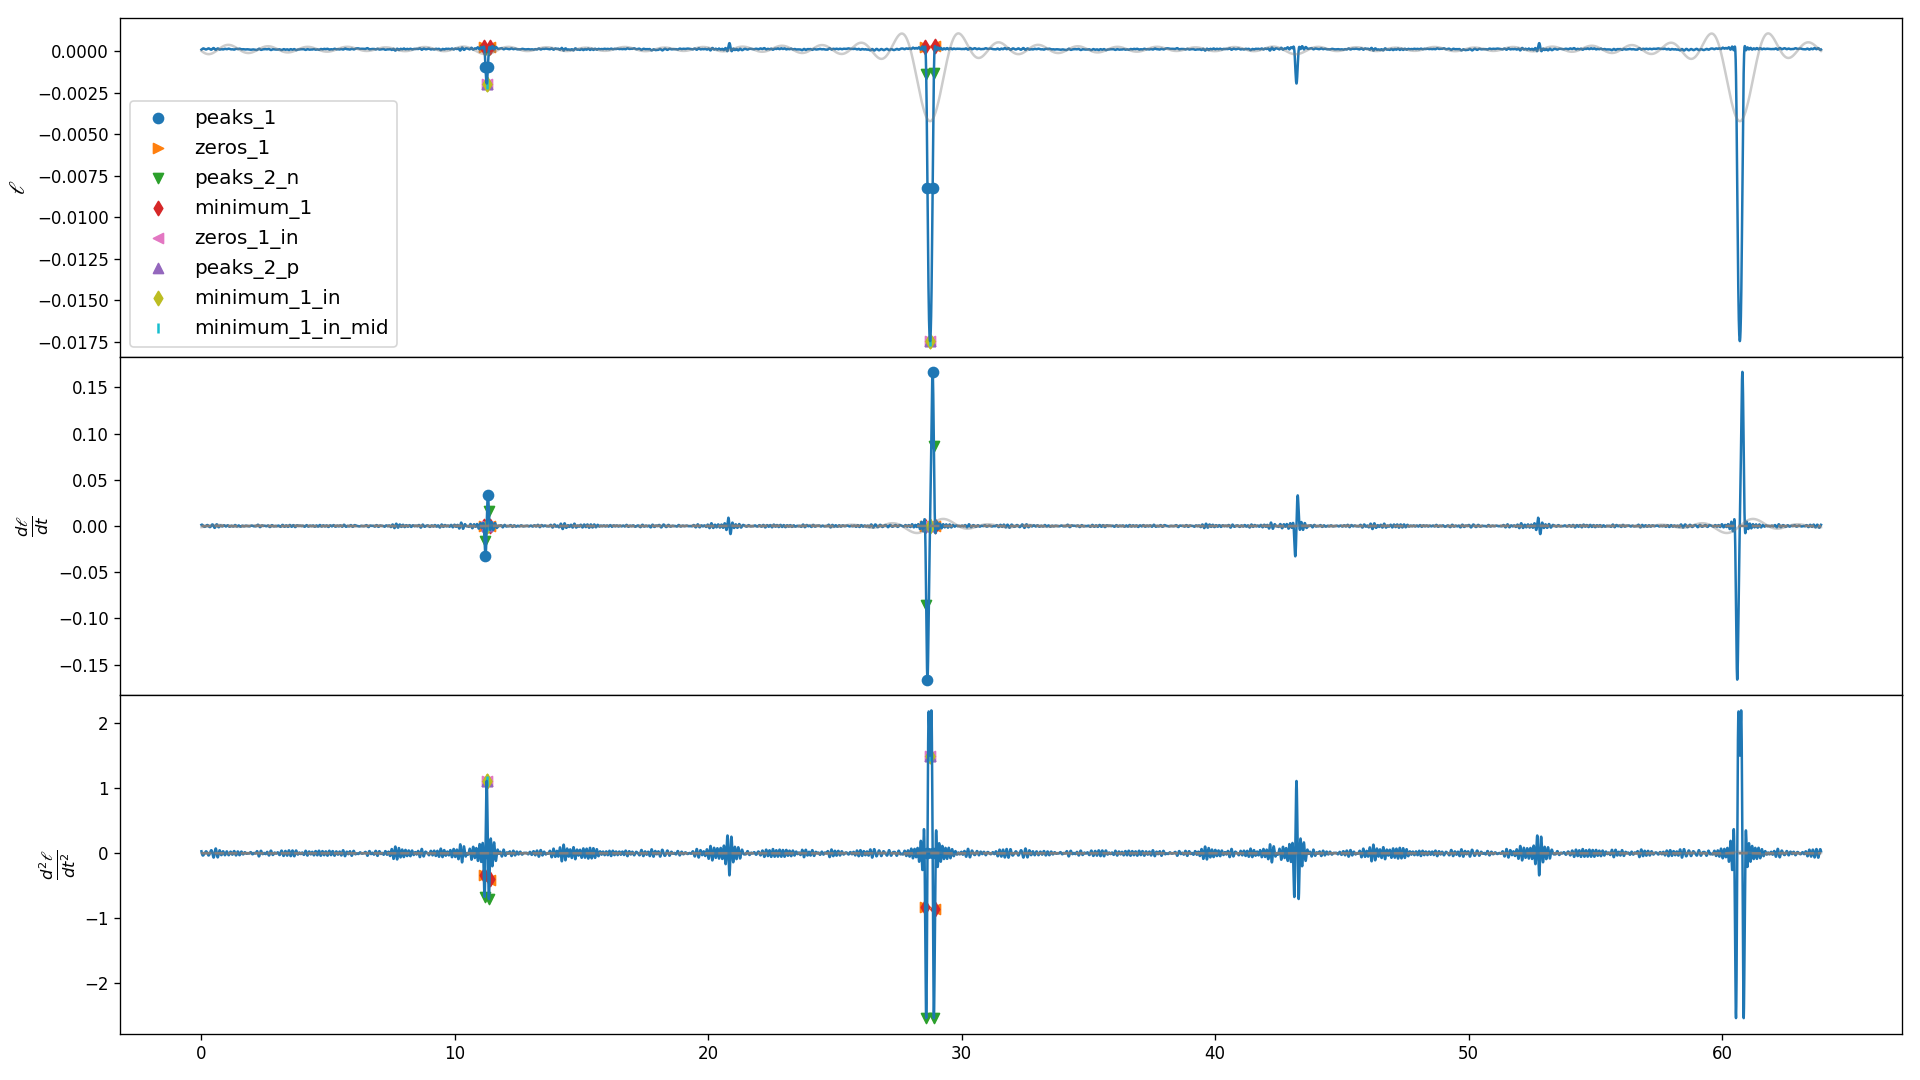 0.0000
−0.0025
−0.0050
−0.0075
−0.0100
−0.0125
−0.0150
−0.0175
ℓ
peaks_1
zeros_1
peaks_2_n
minimum_1
zeros_1_in
peaks_2_p
minimum_1_in
minimum_1_in_mid
0.15
0.10
0.05
0.00
−0.05
−0.10
−0.15
dℓ
dt
2
1
0
−1
−2
d²ℓ
dt²
0 10 20 30 40 50 60